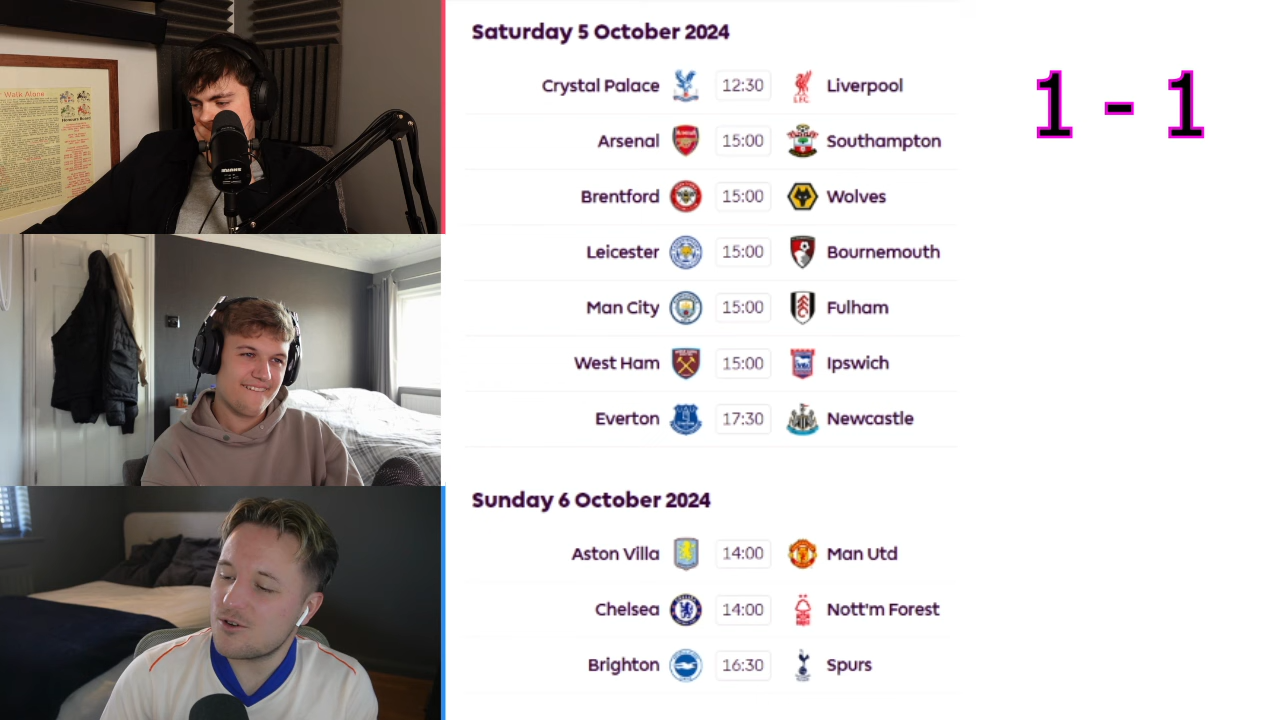 Walk Alone
Saturday 5 October 2024
1 - 1
Crystal Palace 12:30 Liverpool
Arsenal 15:00 Southampton
Brentford 15:00 Wolves
Leicester 15:00 Bournemouth
Man City 15:00 Fulham
West Ham 15:00 Ipswich
Everton 17:30 Newcastle
Sunday 6 October 2024
Aston Villa 14:00 Man Utd
Chelsea 14:00 Nott'm Forest
Brighton 16:30 Spurs